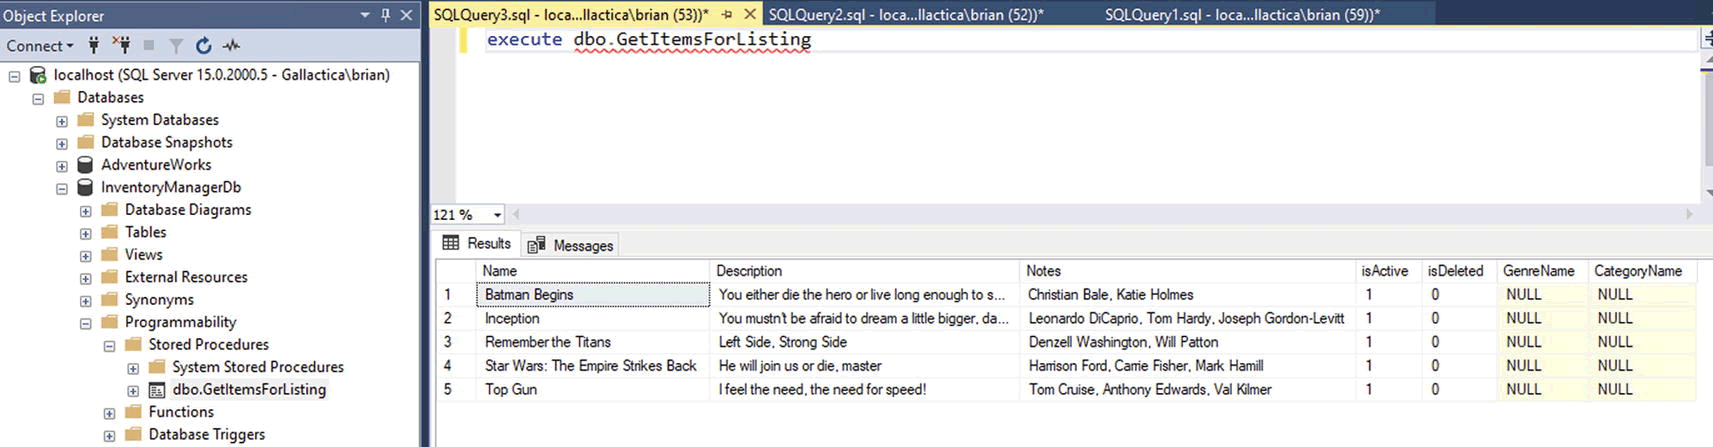 Object Explorer
Connect
localhost (SQL Server 15.0.2000.5 - Gallactica\brian)
Databases
System Databases
Database Snapshots
AdventureWorks
InventoryManagerDb
Database Diagrams
Tables
Views
External Resources
Synonyms
Programmability
Stored Procedures
System Stored Procedures
dbo.GetItemsForListing
Functions
Database Triggers
SQLQuery3.sql - loca...llactica\brian (53))* SQLQuery2.sql - loca...llactica\brian (52))* SQLQuery1.sql - loca...llactica\brian (59))*
execute dbo.GetItemsForListing
121 %
Results Messages
Name Description Notes isActive isDeleted GenreName CategoryName
1 Batman Begins You either die the hero or live long enough to s... Christian Bale, Katie Holmes 1 0 NULL NULL
2 Inception You mustn't be afraid to dream a little bigger, da... Leonardo DiCaprio, Tom Hardy, Joseph Gordon-Levitt 1 0 NULL NULL
3 Remember the Titans Left Side, Strong Side Denzell Washington, Will Patton 1 0 NULL NULL
4 Star Wars: The Empire Strikes Back He will join us or die, master Harrison Ford, Carrie Fisher, Mark Hamill 1 0 NULL NULL
5 Top Gun I feel the need, the need for speed! Tom Cruise, Anthony Edwards, Val Kilmer 1 0 NULL NULL